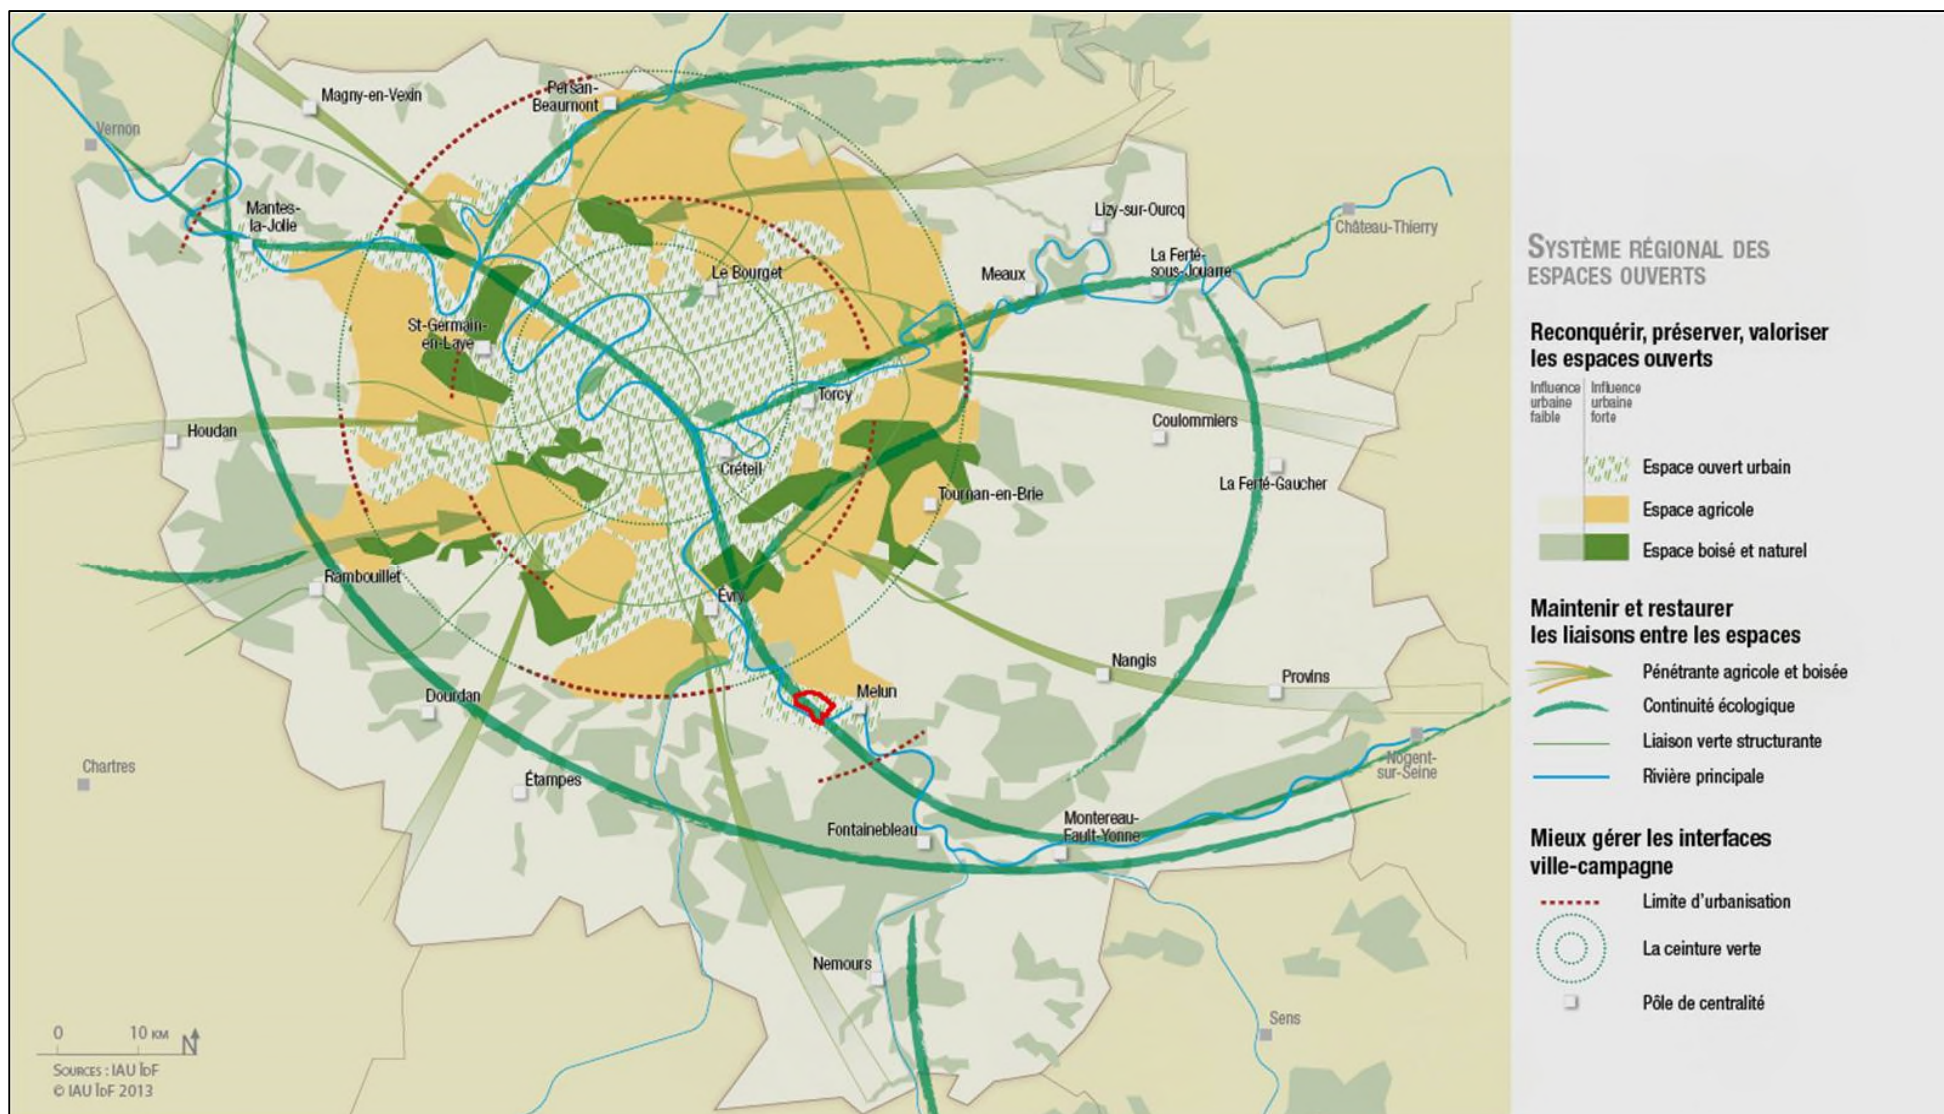 Magny-en-Vexin
Persan-
Beaumont
Vernon
Mantes-
la-Jolie
Lizy-sur-Ourcq
Château-Thierry
La Ferté-
sous-Jouarre
Meaux
Le Bourget
St-Germain-
en-Laye
Torcy
Coulommiers
Houdan
Créteil
La Ferté-Gaucher
Tournan-en-Brie
Rambouillet
Évry
Nangis
Provins
Melun
Dourdan
Chartres
Étampes
Nogent-
sur-Seine
Montereau-
Fault-Yonne
Fontainebleau
Nemours
Sens
0 10 KM
N
SOURCES : IAU ÎDF
© IAU ÎDF 2013
SYSTÈME RÉGIONAL DES
ESPACES OUVERTS
Reconquérir, préserver, valoriser
les espaces ouverts
Influence
urbaine
faible
Influence
urbaine
forte
Espace ouvert urbain
Espace agricole
Espace boisé et naturel
Maintenir et restaurer
les liaisons entre les espaces
Pénétrante agricole et boisée
Continuité écologique
Liaison verte structurante
Rivière principale
Mieux gérer les interfaces
ville-campagne
Limite d'urbanisation
La ceinture verte
Pôle de centralité